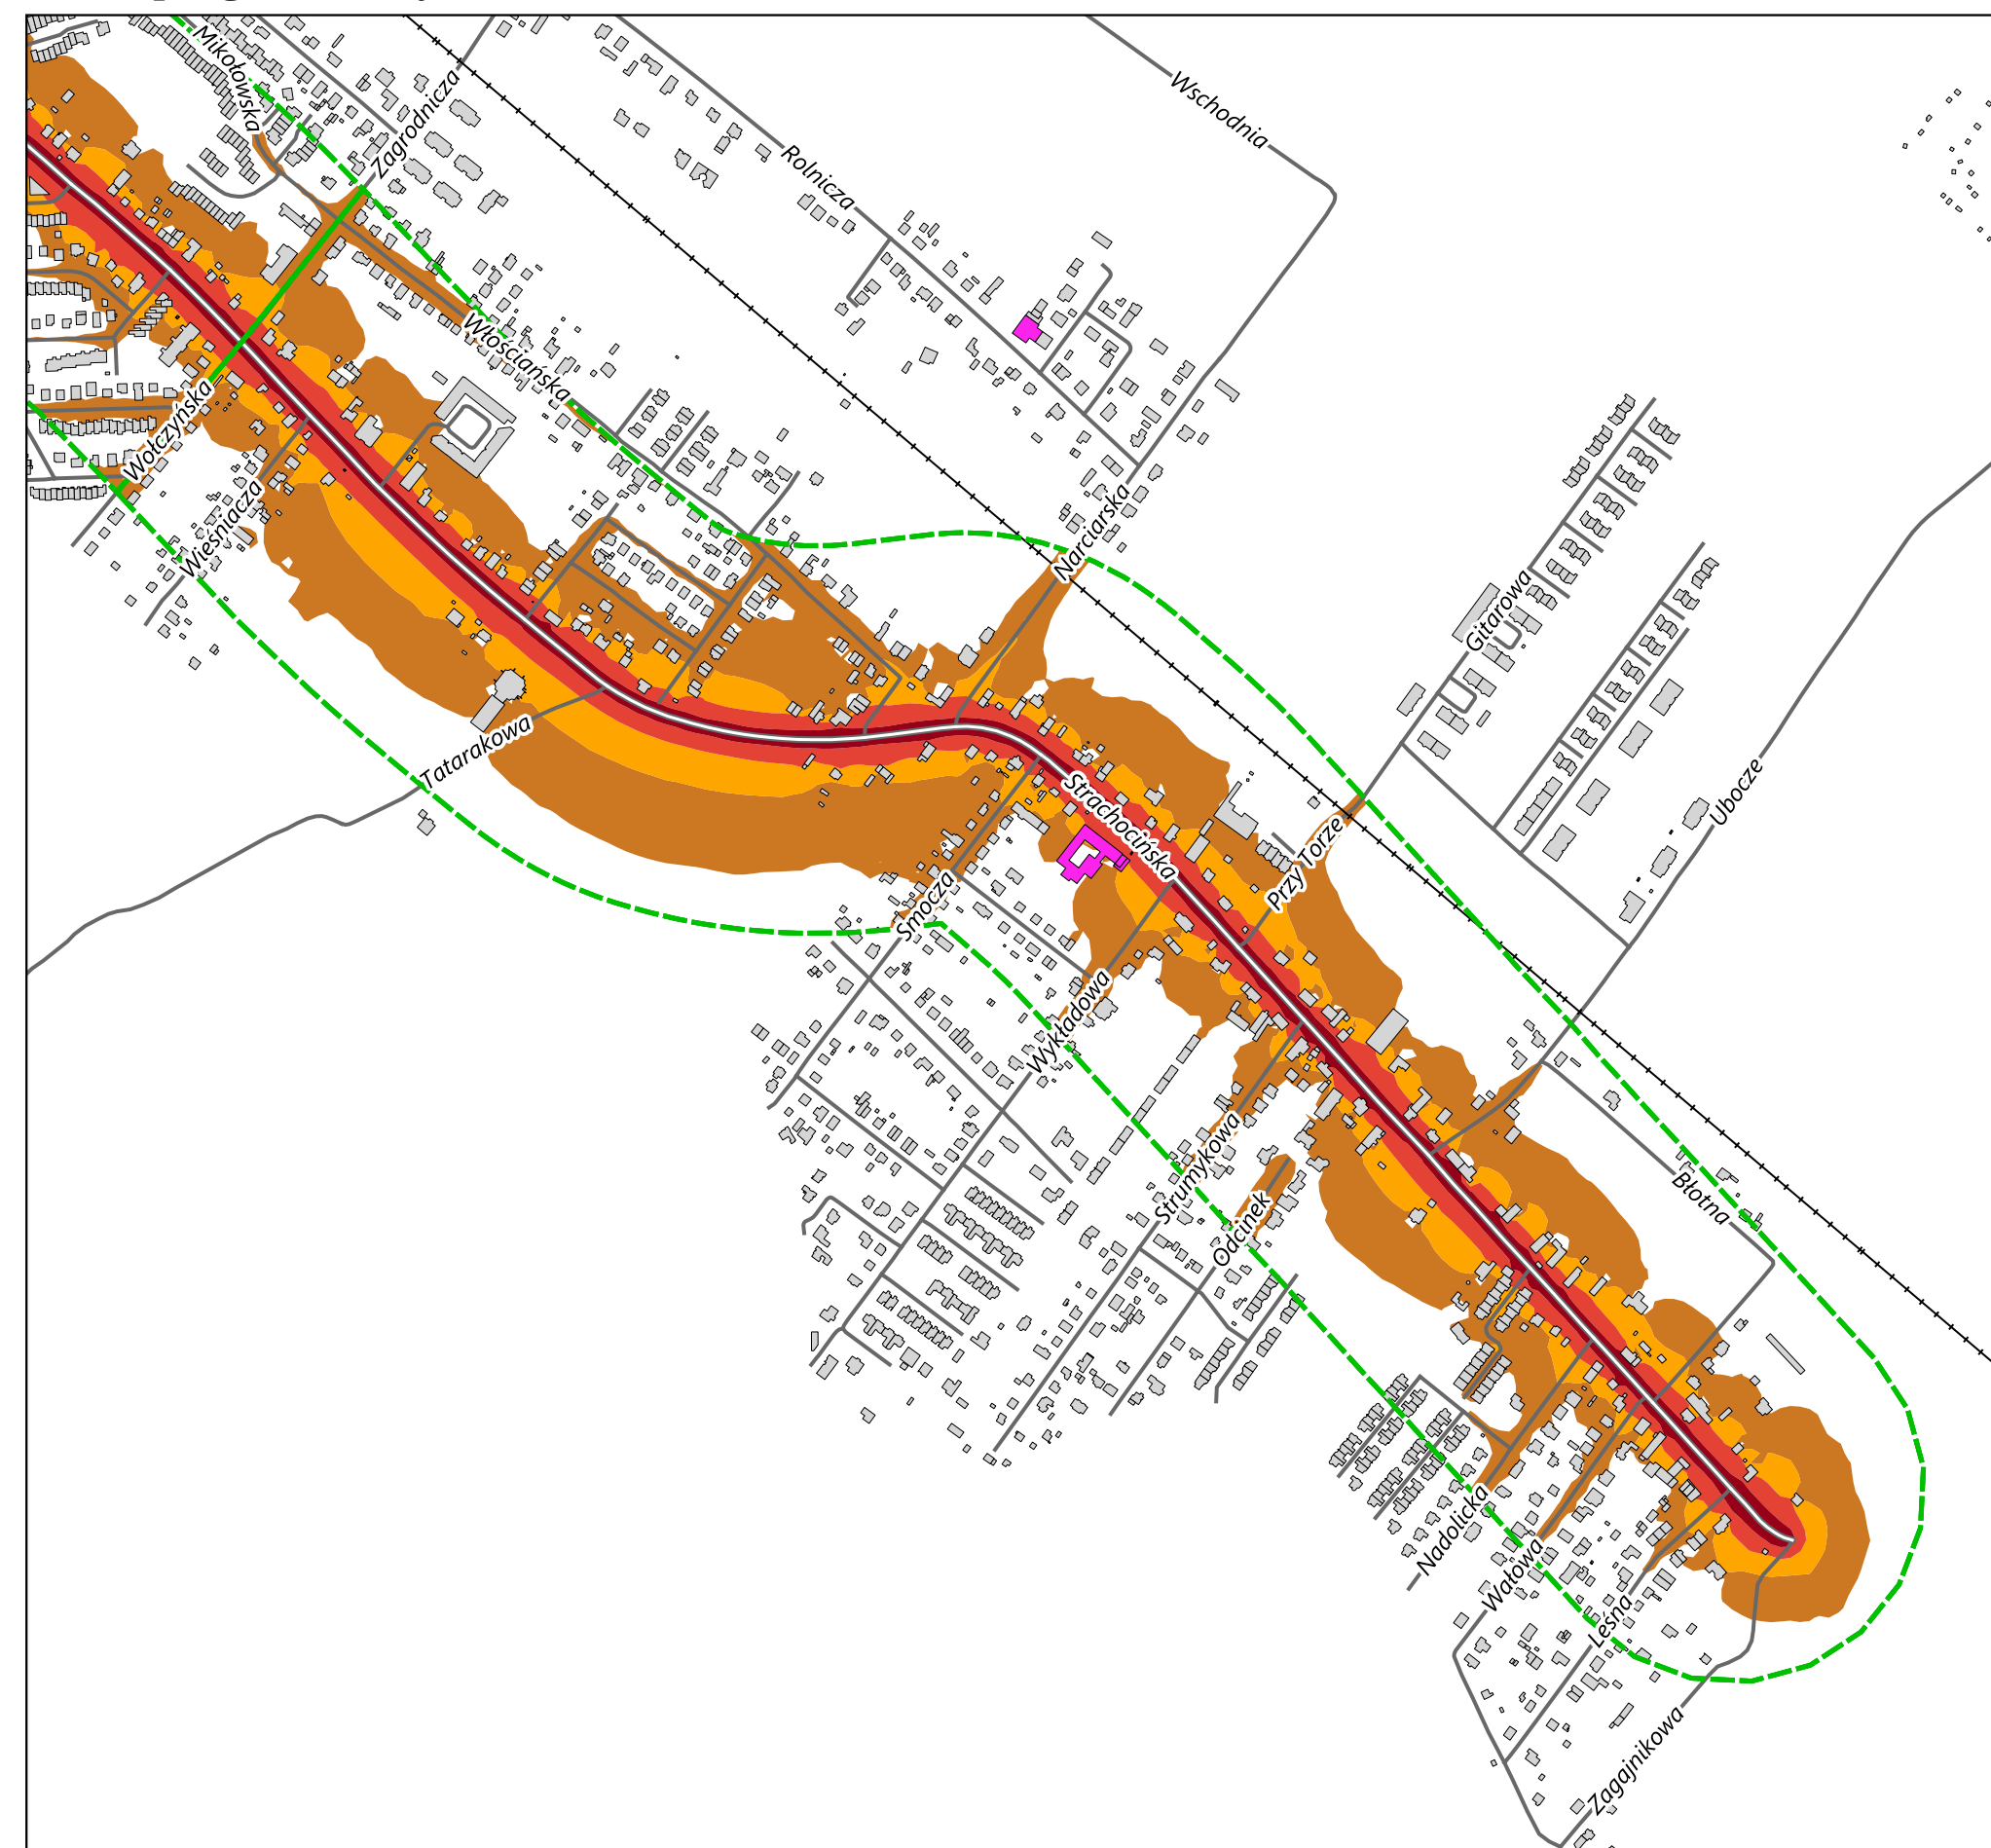 Mikołowska
Zagrodnicza
Wschodnia
Rolnicza
Włościańska
Wołczyńska
Wieśniacza
Narciarska
Gitarowa
Tatarakowa
Strachocińska
Ubocze
Przy Torze
Smocza
Wykładowa
Strumykowa
Odcinek
Błotna
Nadolicka
Wałowa
Leśna
Zagajnikowa